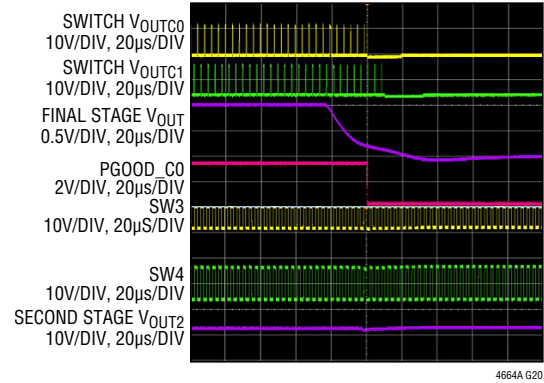 SWITCH VOUTC0
10V/DIV, 20µs/DIV
SWITCH VOUTC1
10V/DIV, 20µs/DIV
FINAL STAGE VOUT
0.5V/DIV, 20µs/DIV
PGOOD_C0
2V/DIV, 20µs/DIV
SW3
10V/DIV, 20µS/DIV
SW4
10V/DIV, 20µs/DIV
SECOND STAGE VOUT2
10V/DIV, 20µs/DIV
4664A G20